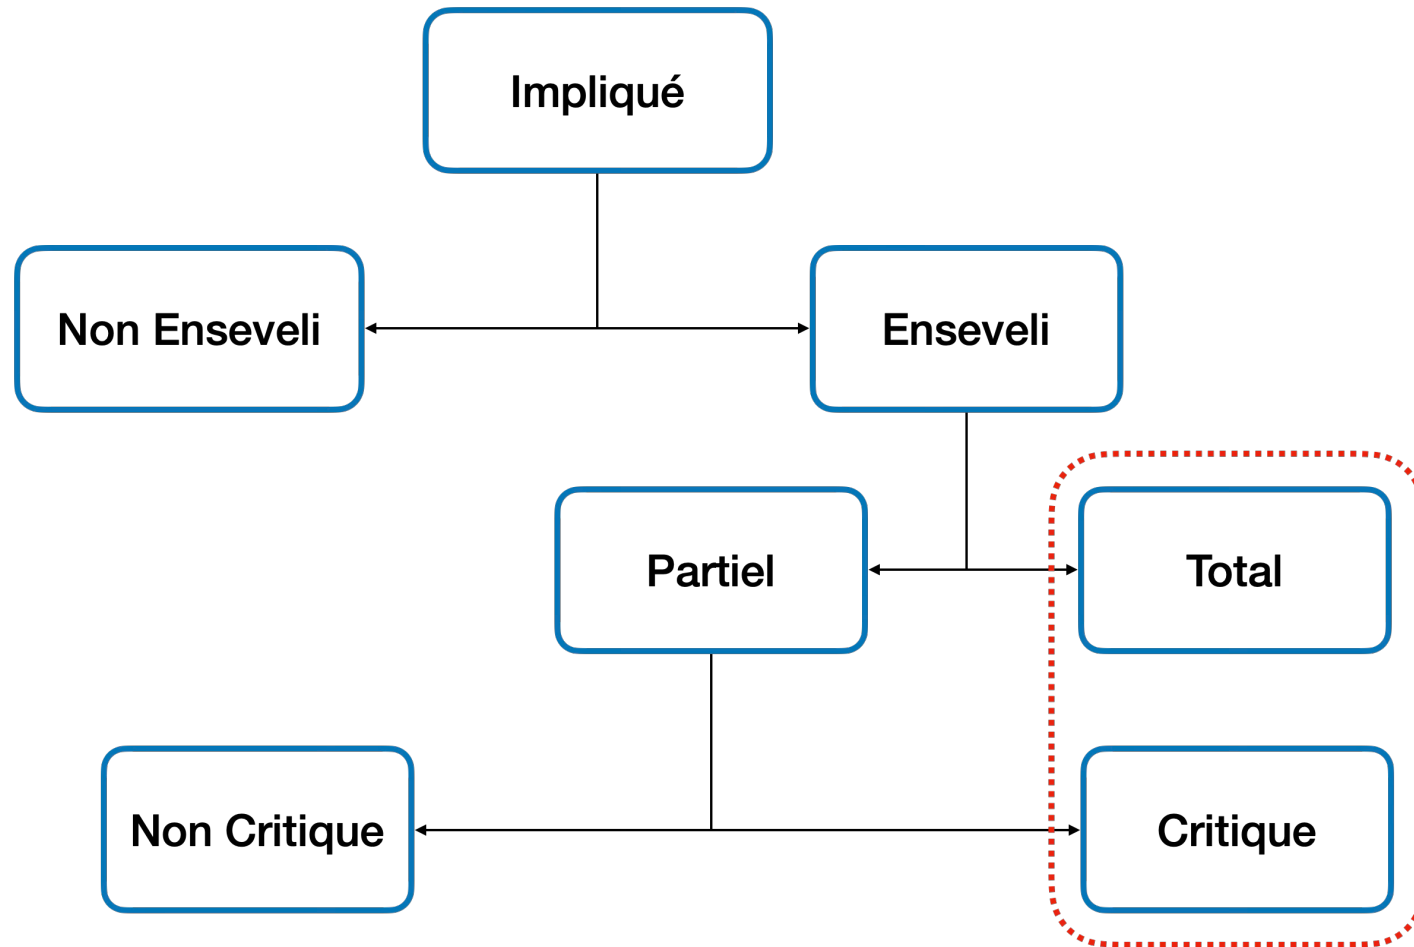 Impliqué
Non Enseveli
Enseveli
Partiel
Total
Non Critique
Critique